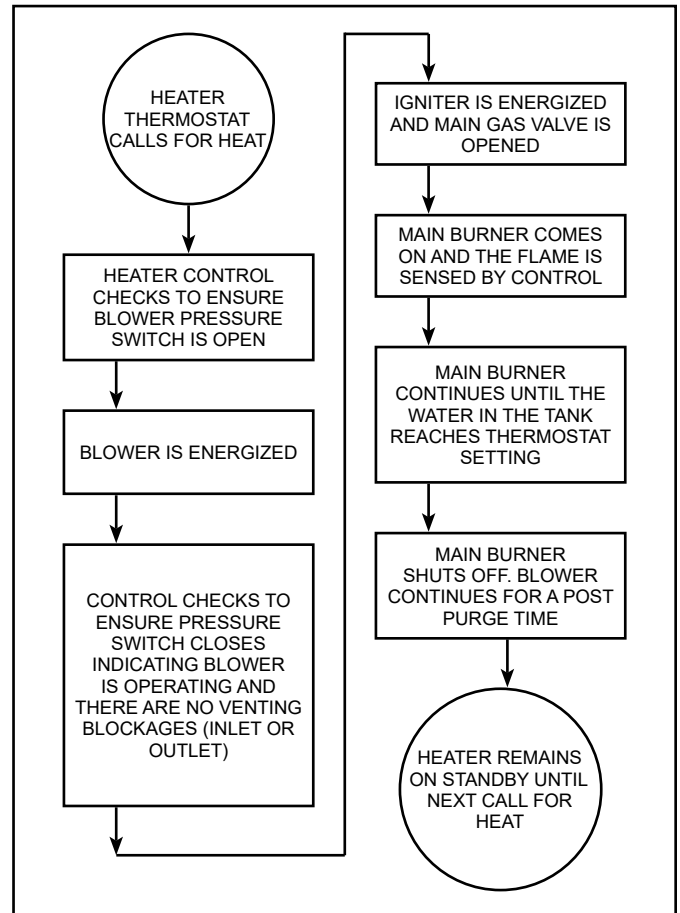 HEATER
THERMOSTAT
CALLS FOR HEAT
HEATER CONTROL
CHECKS TO ENSURE
BLOWER PRESSURE
SWITCH IS OPEN
BLOWER IS ENERGIZED
CONTROL CHECKS TO
ENSURE PRESSURE
SWITCH CLOSES
INDICATING BLOWER
IS OPERATING AND
THERE ARE NO VENTING
BLOCKAGES (INLET OR
OUTLET)
IGNITER IS ENERGIZED
AND MAIN GAS VALVE IS
OPENED
MAIN BURNER COMES
ON AND THE FLAME IS
SENSED BY CONTROL
MAIN BURNER
CONTINUES UNTIL THE
WATER IN THE TANK
REACHES THERMOSTAT
SETTING
MAIN BURNER
SHUTS OFF. BLOWER
CONTINUES FOR A POST
PURGE TIME
HEATER REMAINS
ON STANDBY UNTIL
NEXT CALL FOR
HEAT